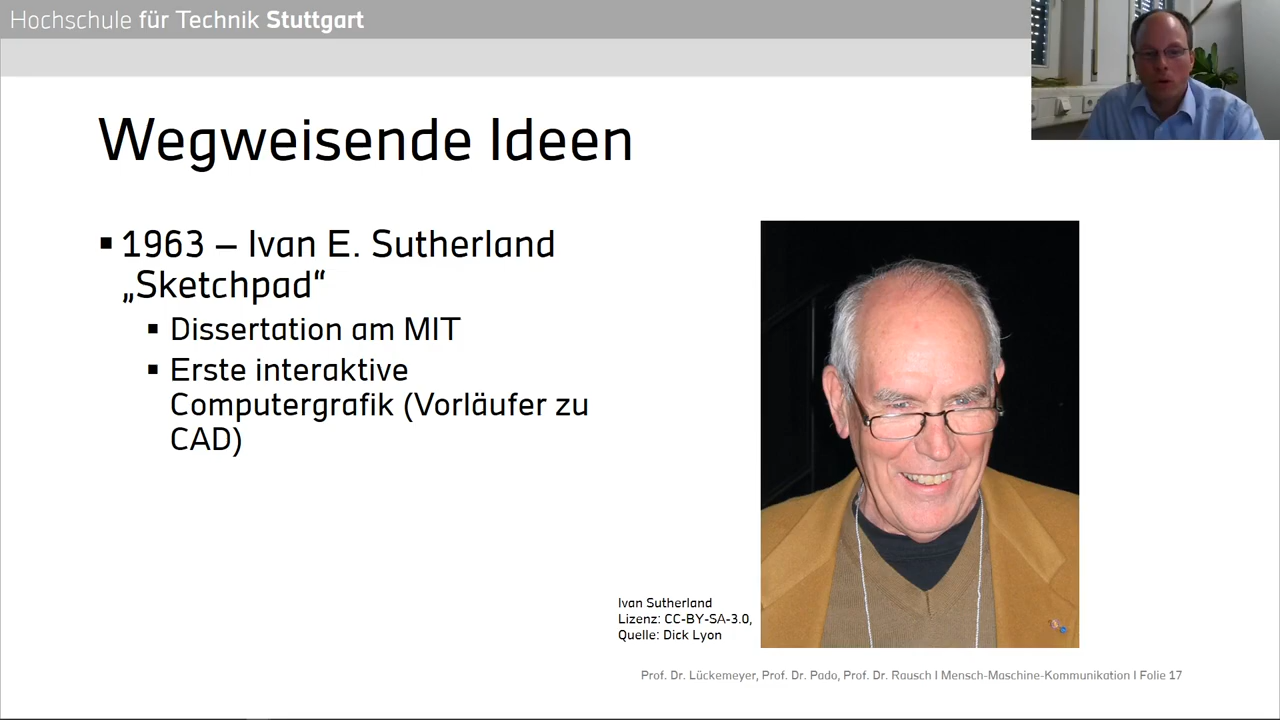 Hochschule für Technik Stuttgart
Wegweisende Ideen
▪ 1963 – Ivan E. Sutherland
„Sketchpad“
▪ Dissertation am MIT
▪ Erste interaktive
Computergrafik (Vorläufer zu
CAD)
Ivan Sutherland
Lizenz: CC-BY-SA-3.0,
Quelle: Dick Lyon
Prof. Dr. Lückemeyer, Prof. Dr. Pado, Prof. Dr. Rausch I Mensch-Maschine-Kommunikation I Folie 17